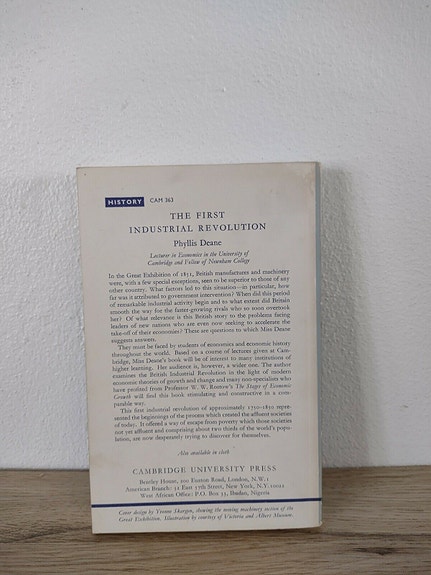 HISTORY CAM 363
THE FIRST
INDUSTRIAL REVOLUTION
Phyllis Deane
Lecturer in Economics in the University of
Cambridge and Fellow of Newnham College
In the Great Exhibition of 1851, British manufactures and machinery
were, with a few special exceptions, seen to be superior to those of any
other country. What factors led to this situation—in particular, how
far was it attributed to government intervention? When did this period
of remarkable industrial activity begin and to what extent did Britain
smooth the way for the faster-growing rivals who so soon overtook
her? Of what relevance is this British story to the problems facing
leaders of new nations who are even now seeking to accelerate the
take-off of their economies? These are questions to which Miss Deane
suggests answers.
They must be faced by students of economics and economic history
throughout the world. Based on a course of lectures given at Cam-
bridge, Miss Deane's book will be of interest to many institutions of
higher learning. Her audience is, however, a wider one. The author
examines the British Industrial Revolution in the light of modern
economic theories of growth and change and many non-specialists who
have profited from Professor W. W. Rostow's The Stages of Economic
Growth will find this book stimulating and constructive in a com-
parable way.
This first industrial revolution of approximately 1750–1850 repre-
sented the beginnings of the process which created the affluent societies
of today. It offered a way of escape from poverty which those societies
not yet affluent and comprising about two thirds of the world's popu-
lation, are now desperately trying to discover for themselves.
Also available in cloth
CAMBRIDGE UNIVERSITY PRESS
Bentley House, 200 Euston Road, London, N.W.1
American Branch: 32 East 57th Street, New York, N.Y. 10022
West African Office: P.O. Box 33, Ibadan, Nigeria
Cover design by Yvonne Skargon, showing the moving machinery section of the
Great Exhibition. Illustration by courtesy of Victoria and Albert Museum.